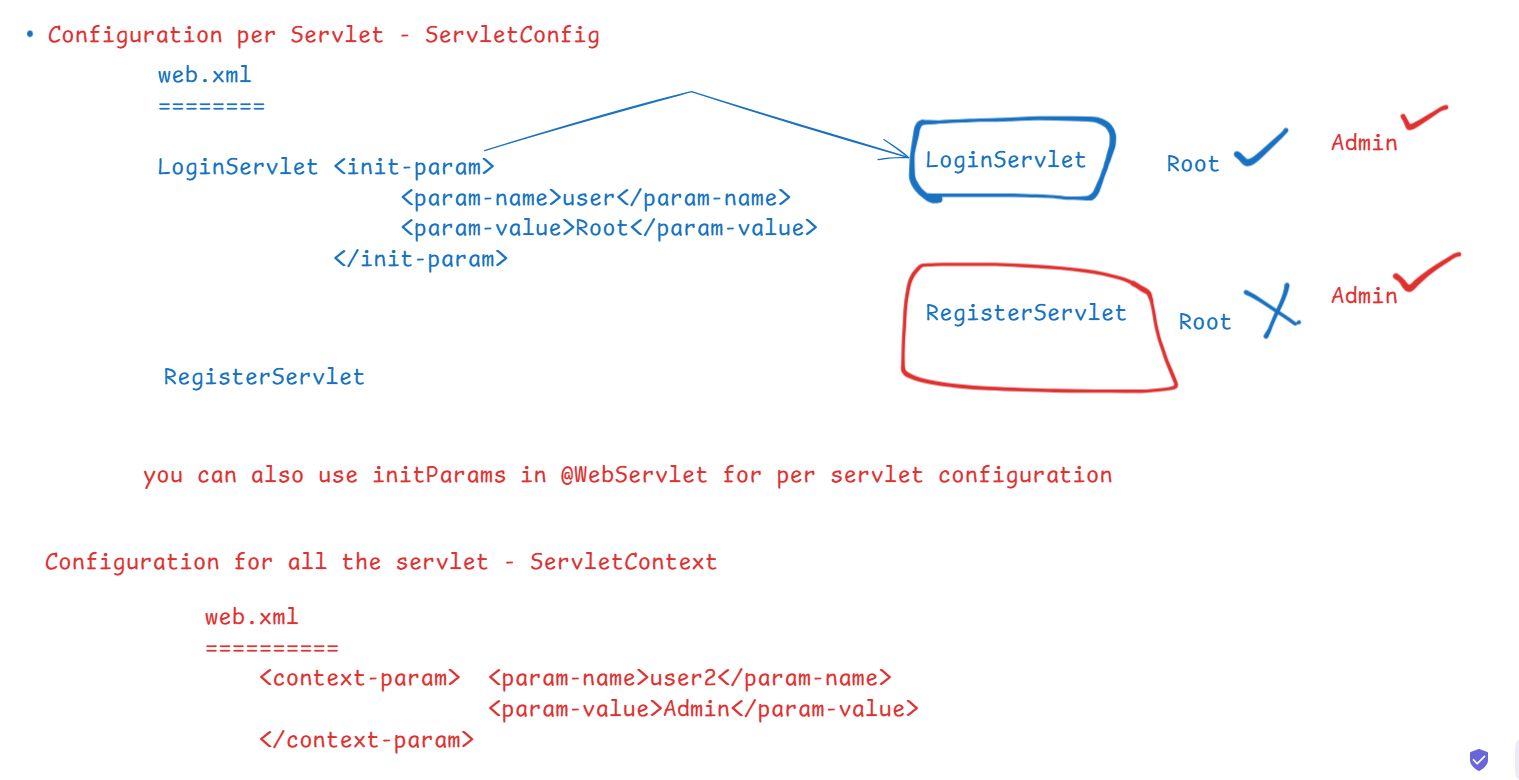 • Configuration per Servlet - ServletConfig
web.xml
========
LoginServlet <init-param>
<param-name>user</param-name>
<param-value>Root</param-value>
</init-param>
RegisterServlet
LoginServlet Root Admin
RegisterServlet Root Admin
you can also use initParams in @WebServlet for per servlet configuration
Configuration for all the servlet - ServletContext
web.xml
==========
<context-param> <param-name>user2</param-name>
<param-value>Admin</param-value>
</context-param>